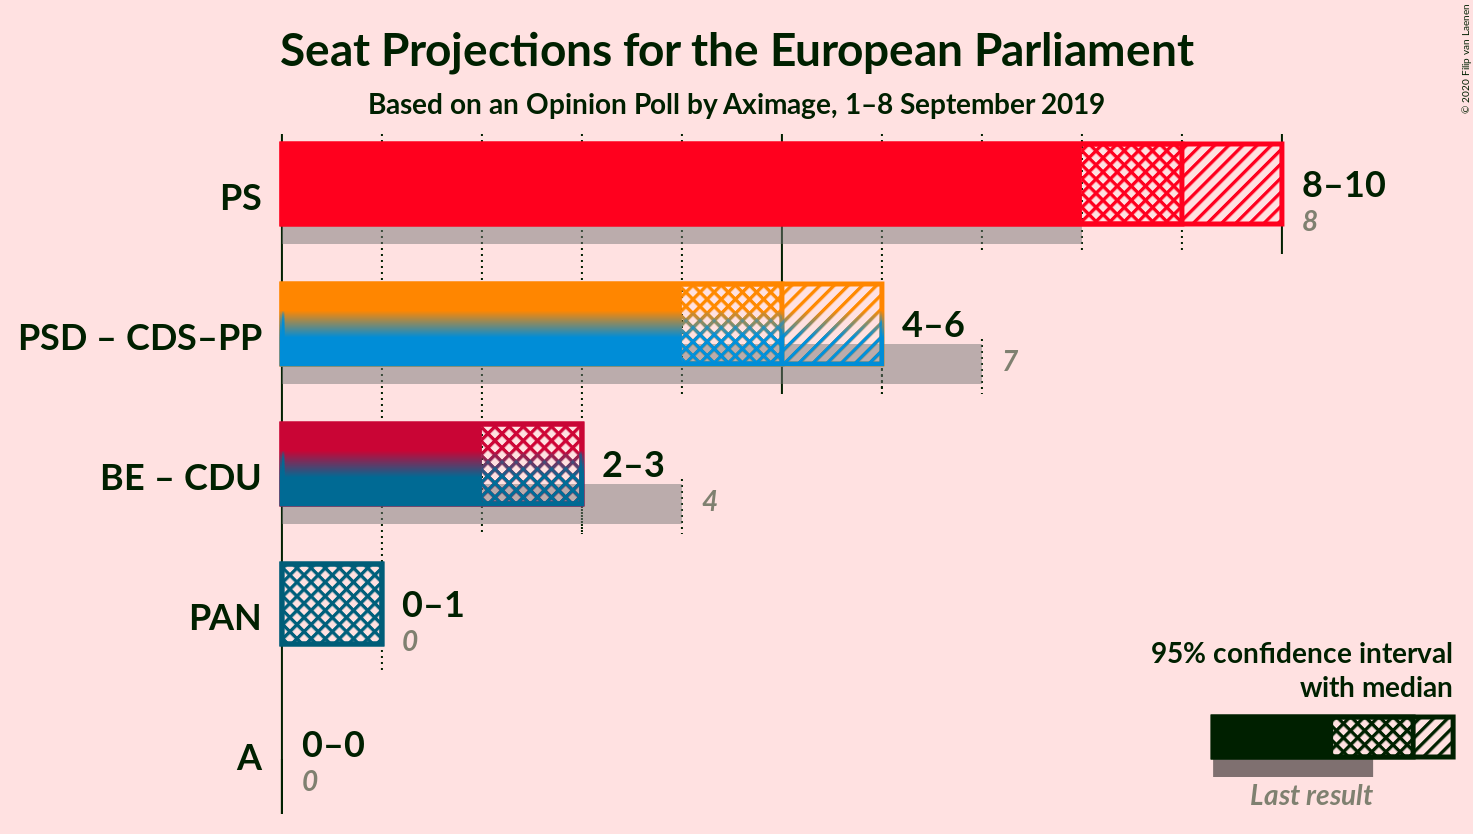 Seat Projections for the European Parliament
Based on an Opinion Poll by Aximage, 1–8 September 2019
© 2020 Filip van Laenen
PS
8–10
8
PSD – CDS–PP
4–6
7
BE – CDU
2–3
4
PAN
0–1
0
A
0–0
0
95% confidence interval
with median
Last result